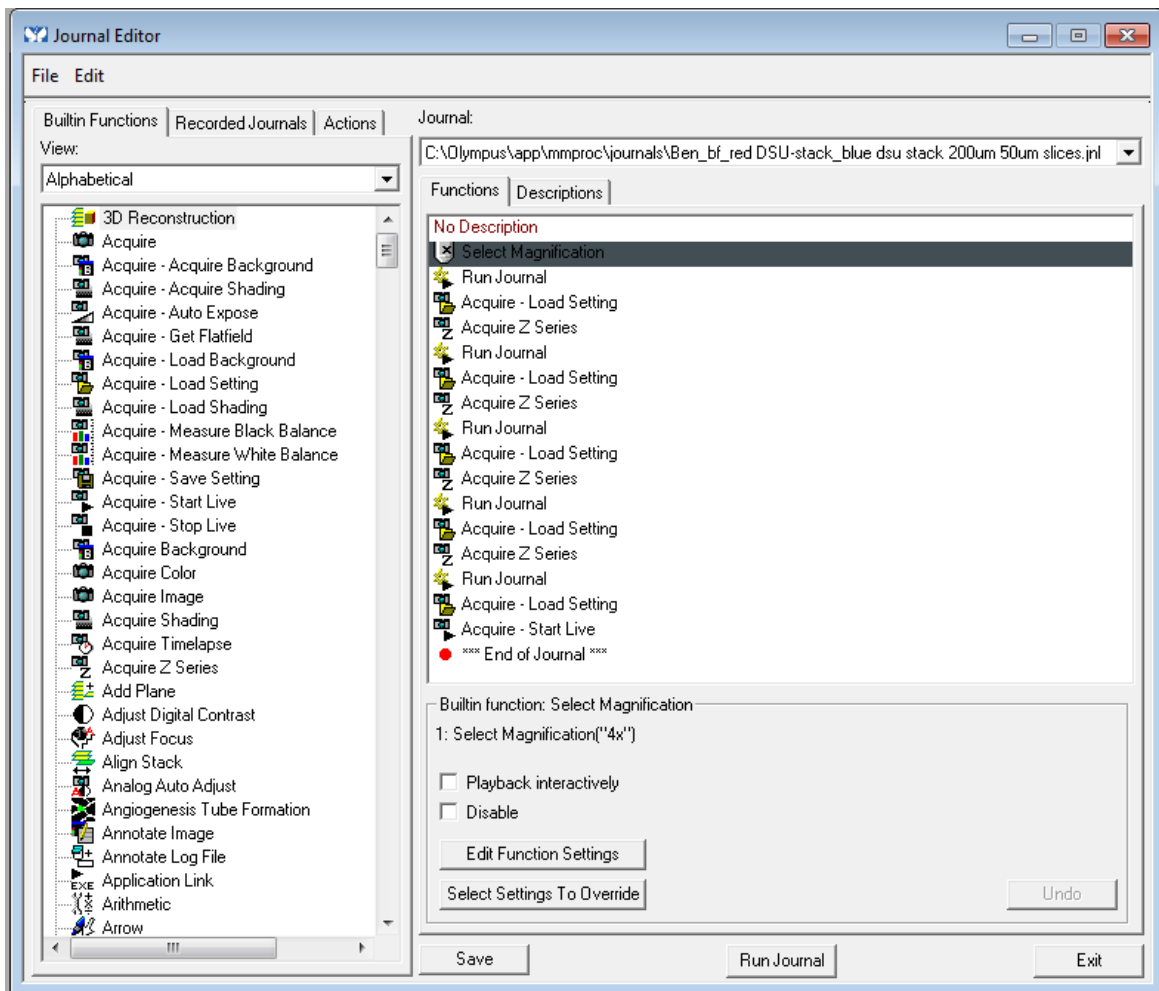 Journal Editor
File Edit
Builtin Functions Recorded Journals Actions
View:
Alphabetical
3D Reconstruction
Acquire
Acquire - Acquire Background
Acquire - Acquire Shading
Acquire - Auto Expose
Acquire - Get Flatfield
Acquire - Load Background
Acquire - Load Setting
Acquire - Load Shading
Acquire - Measure Black Balance
Acquire - Measure White Balance
Acquire - Save Setting
Acquire - Start Live
Acquire - Stop Live
Acquire Background
Acquire Color
Acquire Image
Acquire Shading
Acquire Timelapse
Acquire Z Series
Add Plane
Adjust Digital Contrast
Adjust Focus
Align Stack
Analog Auto Adjust
Angiogenesis Tube Formation
Annotate Image
Annotate Log File
Application Link
Arithmetic
Arrow
Journal:
C:\Olympus\app\mmproc\journals\Ben_bf_red DSU-stack_blue dsu stack 200um 50um slices.jnl
Functions Descriptions
No Description
Select Magnification
Run Journal
Acquire - Load Setting
Acquire Z Series
Run Journal
Acquire - Load Setting
Acquire Z Series
Run Journal
Acquire - Load Setting
Acquire Z Series
Run Journal
Acquire - Load Setting
Acquire Z Series
Run Journal
Acquire - Load Setting
Acquire - Start Live
*** End of Journal ***
Builtin function: Select Magnification
1: Select Magnification("4x")
Playback interactively
Disable
Edit Function Settings
Select Settings To Override
Undo
Save
Run Journal
Exit